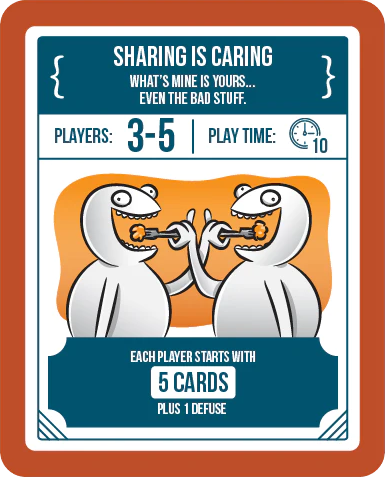 SHARING IS CARING
WHAT'S MINE IS YOURS...
EVEN THE BAD STUFF.
PLAYERS: 3-5 PLAY TIME: 10
EACH PLAYER STARTS WITH
5 CARDS
PLUS 1 DEFUSE